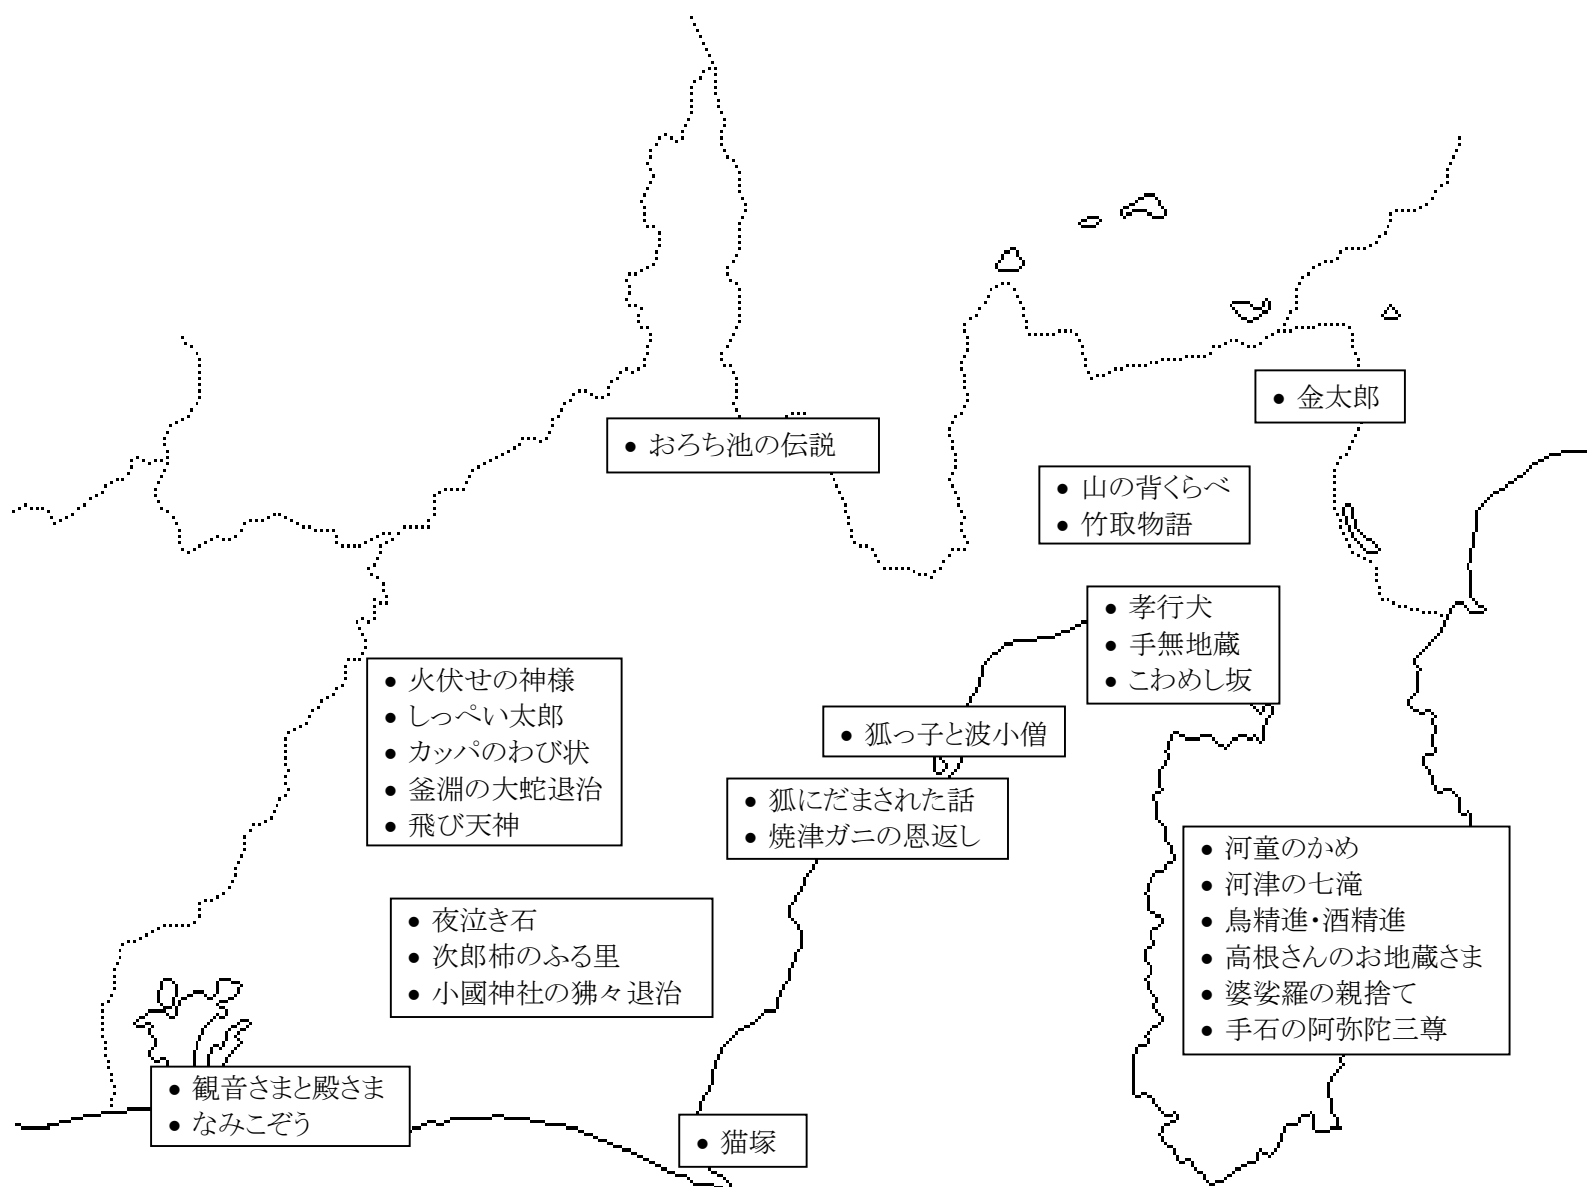 ● 金太郎
● おろち池の伝説
● 山の背くらべ
● 竹取物語
● 孝行犬
● 手無地蔵
● こわめし坂
● 火伏せの神様
● しっぺい太郎
● カッパのわび状
● 釜淵の大蛇退治
● 飛び天神
● 狐っ子と波小僧
● 狐にだまされた話
● 焼津ガニの恩返し
● 河童のかめ
● 河津の七滝
● 鳥精進・酒精進
● 高根さんのお地蔵さま
● 婆娑羅の親捨て
● 手石の阿弥陀三尊
● 夜泣き石
● 次郎柿のふる里
● 小國神社の狒々退治
● 観音さまと殿さま
● なみこぞう
● 猫塚